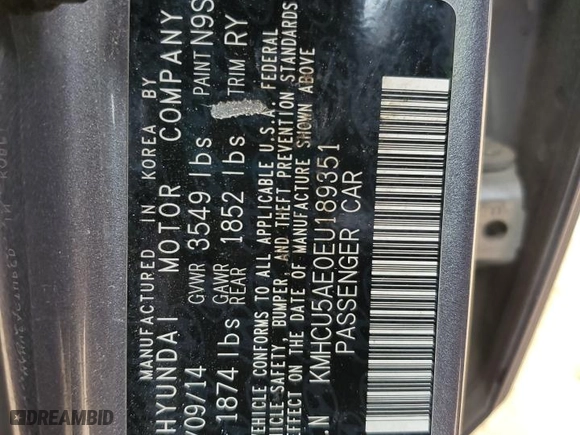 MANUFACTURED IN KOREA BY
HYUNDAI MOTOR COMPANY
/09/14 GVWR 3549 lbs PAINT N9S
GAWR
1874 lbs REAR 1852 lbs TRIM RY
VEHICLE CONFORMS TO ALL APPLICABLE U.S.A. FEDERAL
VEHICLE-SAFETY, BUMPER, AND THEFT PREVENTION STANDARDS
EFFECT ON THE DATE OF MANUFACTURE SHOWN ABOVE
.N KMHCU5AE0EU189351
PASSENGER CAR
DREAMBID